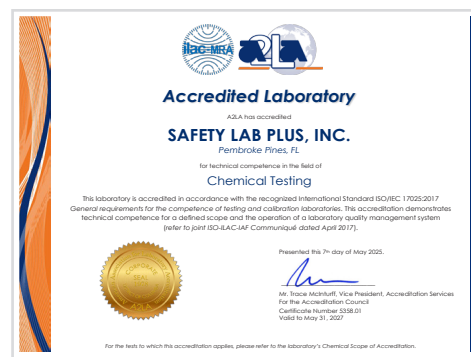 ilac-MRA
A2LA
Accredited Laboratory
A2LA has accredited
SAFETY LAB PLUS, INC.
Pembroke Pines, FL
for technical competence in the field of
Chemical Testing
This laboratory is accredited in accordance with the recognized International Standard ISO/IEC 17025:2017
General requirements for the competence of testing and calibration laboratories. This accreditation demonstrates
technical competence for a defined scope and the operation of a laboratory quality management system
(refer to joint ISO-ILAC-IAF Communiqué dated April 2017).
Presented this 7th day of May 2025.
Mr. Trace McInturff, Vice President, Accreditation Services
For the Accreditation Council
Certificate Number 5358.01
Valid to May 31, 2027
CORPORATE
SEAL
For the tests to which this accreditation applies, please refer to the laboratory's Chemical Scope of Accreditation.